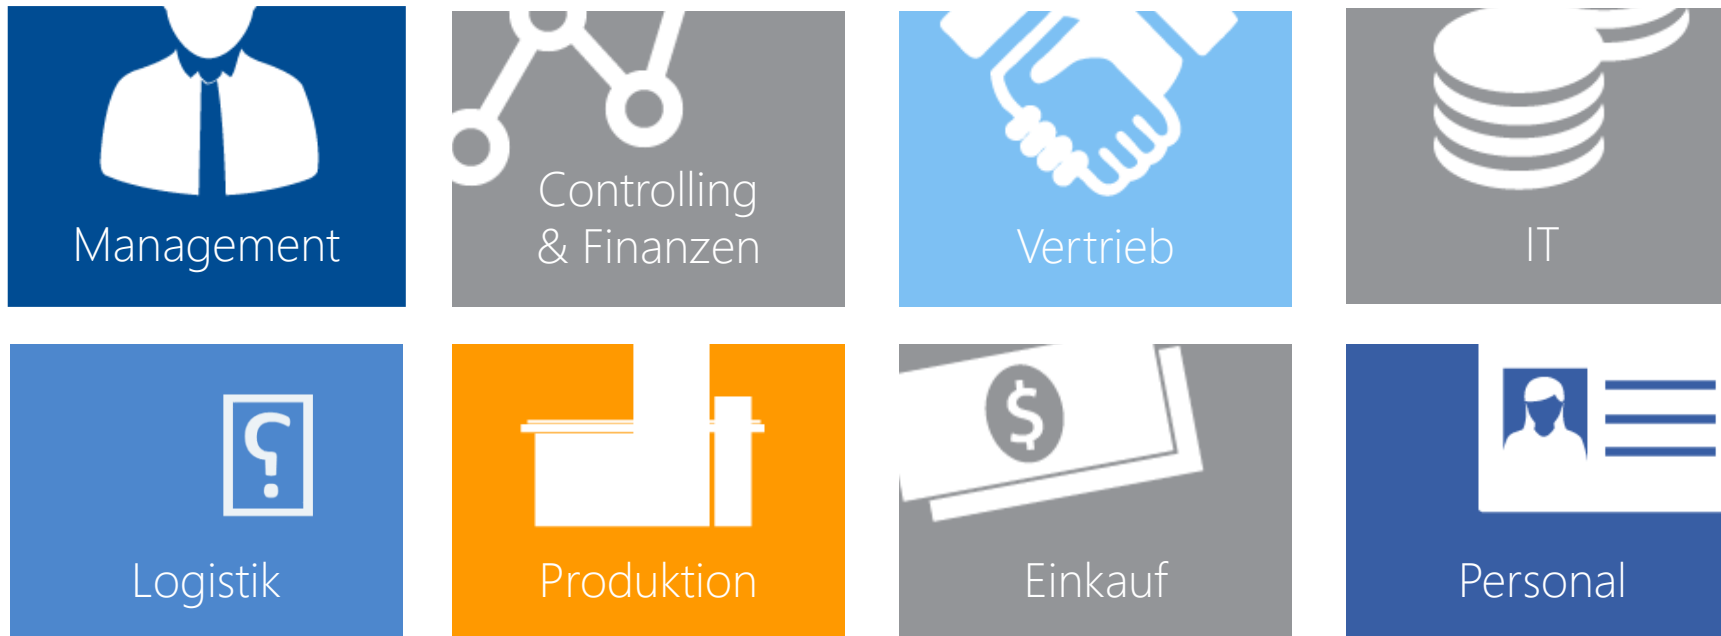 Management
Controlling
& Finanzen
Vertrieb
IT
?
$
Logistik
Produktion
Einkauf
Personal